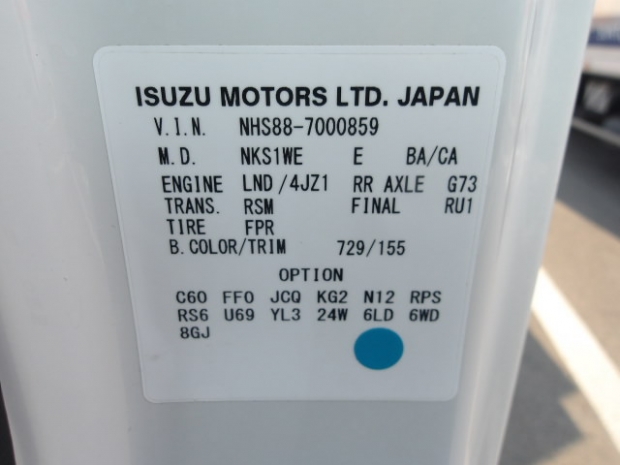 ISUZU MOTORS LTD. JAPAN
V.I.N. NHS88-7000859
M.D. NKS1WE E BA/CA
ENGINE LND/4JZ1 RR AXLE G73
TRANS. RSM FINAL RU1
TIRE FPR
B.COLOR/TRIM 729/155
OPTION
C60 FF0 JCQ KG2 N12 RPS
RS6 U69 YL3 24W 6LD 6WD
8GJ